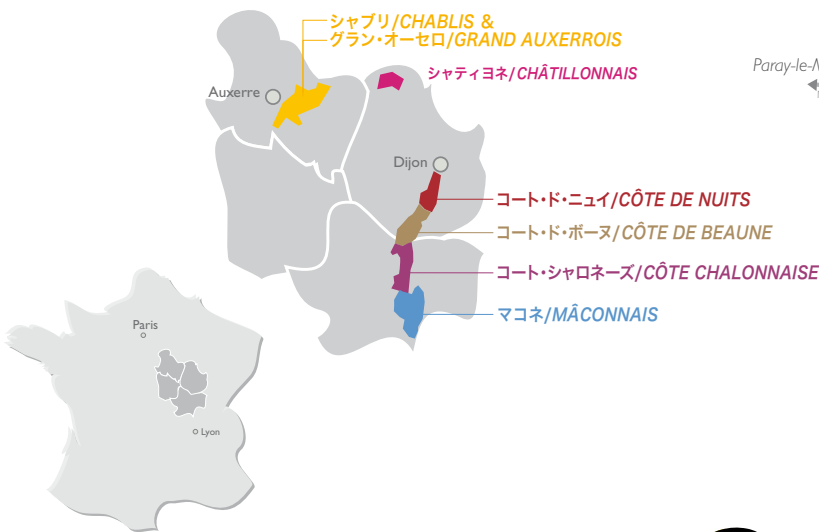 シャブリ/CHABLIS &
グラン・オーセロ/GRAND AUXERROIS
シャティヨネ/CHÂTILLONNAIS
Paray-le-M
Auxerre
Dijon
コート・ド・ニュイ/CÔTE DE NUITS
コート・ド・ボーヌ/CÔTE DE BEAUNE
コート・シャロネーズ/CÔTE CHALONNAISE
マコネ/MÂCONNAIS
Paris
Lyon